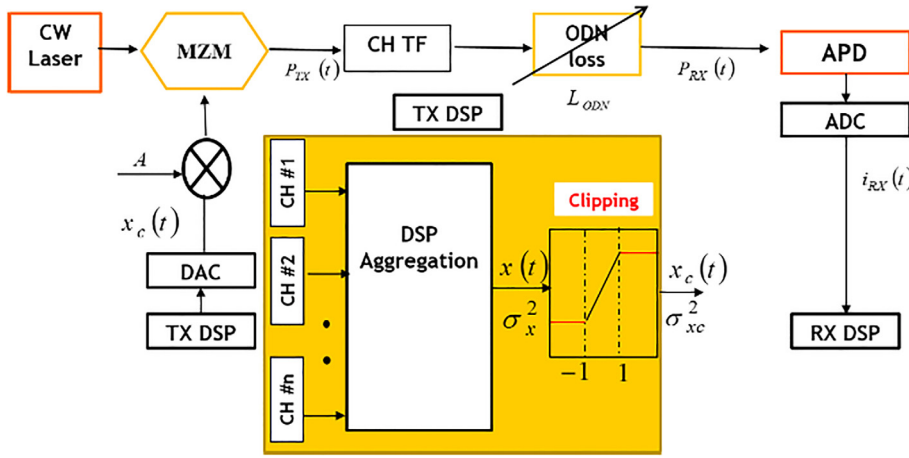 CW
Laser
MZM
P_TX (t)
CH TF
ODN
loss
L_ODN
P_RX (t)
APD
ADC
i_RX (t)
RX DSP
A
x_c (t)
DAC
TX DSP
TX DSP
CH #1
CH #2
CH #n
DSP
Aggregation
x (t)
σ_x^2
Clipping
−1 1
x_c (t)
σ_xc^2